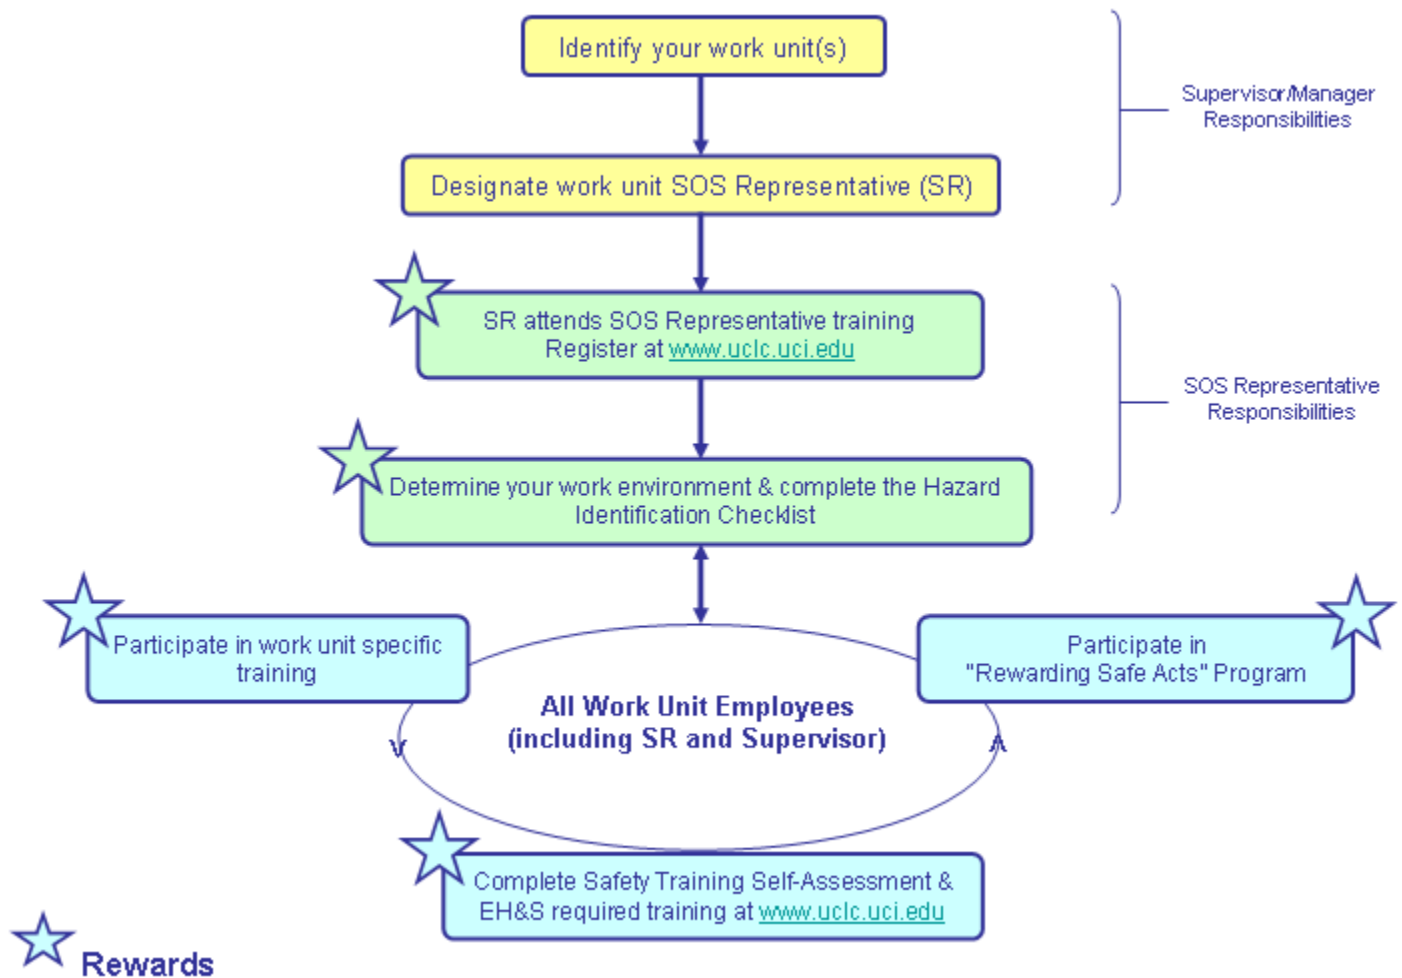 Identify your work unit(s)
Supervisor/Manager
Responsibilities
Designate work unit SOS Representative (SR)
SR attends SOS Representative training
Register at www.uclc.uci.edu
SOS Representative
Responsibilities
Determine your work environment & complete the Hazard
Identification Checklist
Participate in work unit specific
training
Participate in
"Rewarding Safe Acts" Program
All Work Unit Employees
(including SR and Supervisor)
Complete Safety Training Self-Assessment &
EH&S required training at www.uclc.uci.edu
Rewards